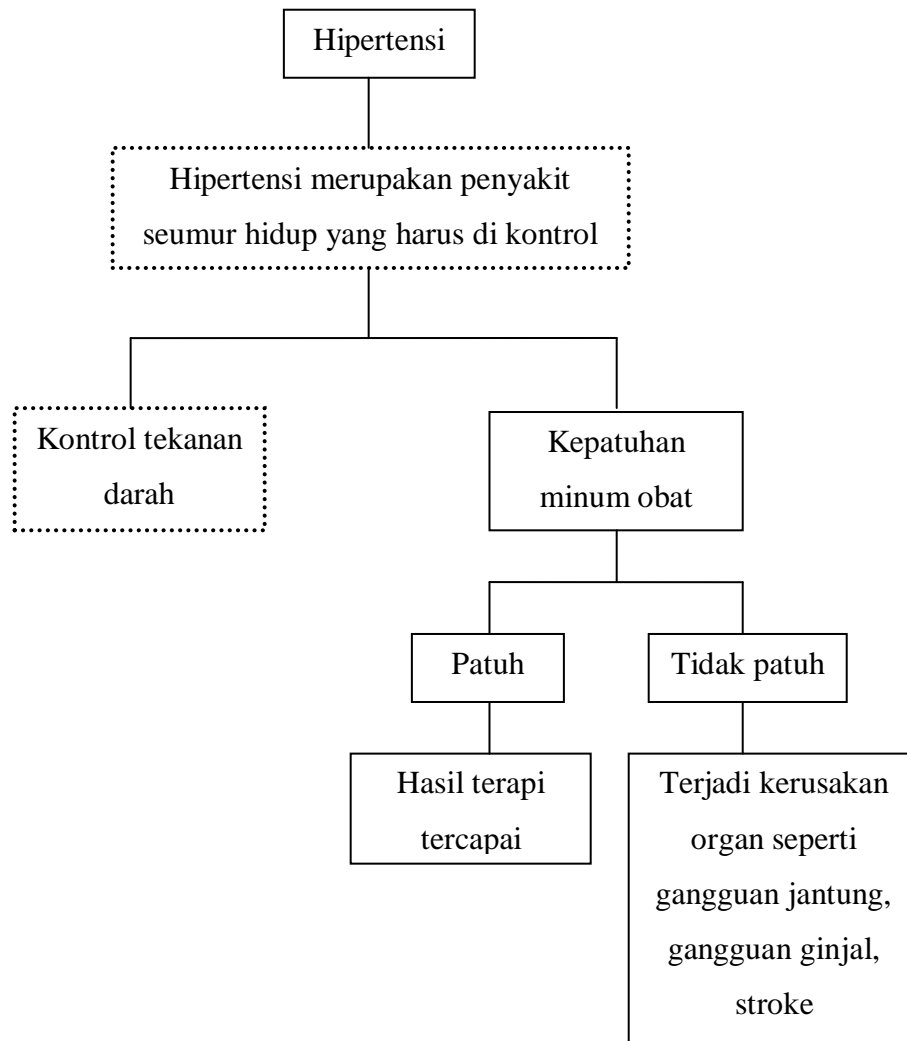 Hipertensi
Hipertensi merupakan penyakit
seumur hidup yang harus di kontrol
Kontrol tekanan
darah
Kepatuhan
minum obat
Patuh
Tidak patuh
Hasil terapi
tercapai
Terjadi kerusakan
organ seperti
gangguan jantung,
gangguan ginjal,
stroke